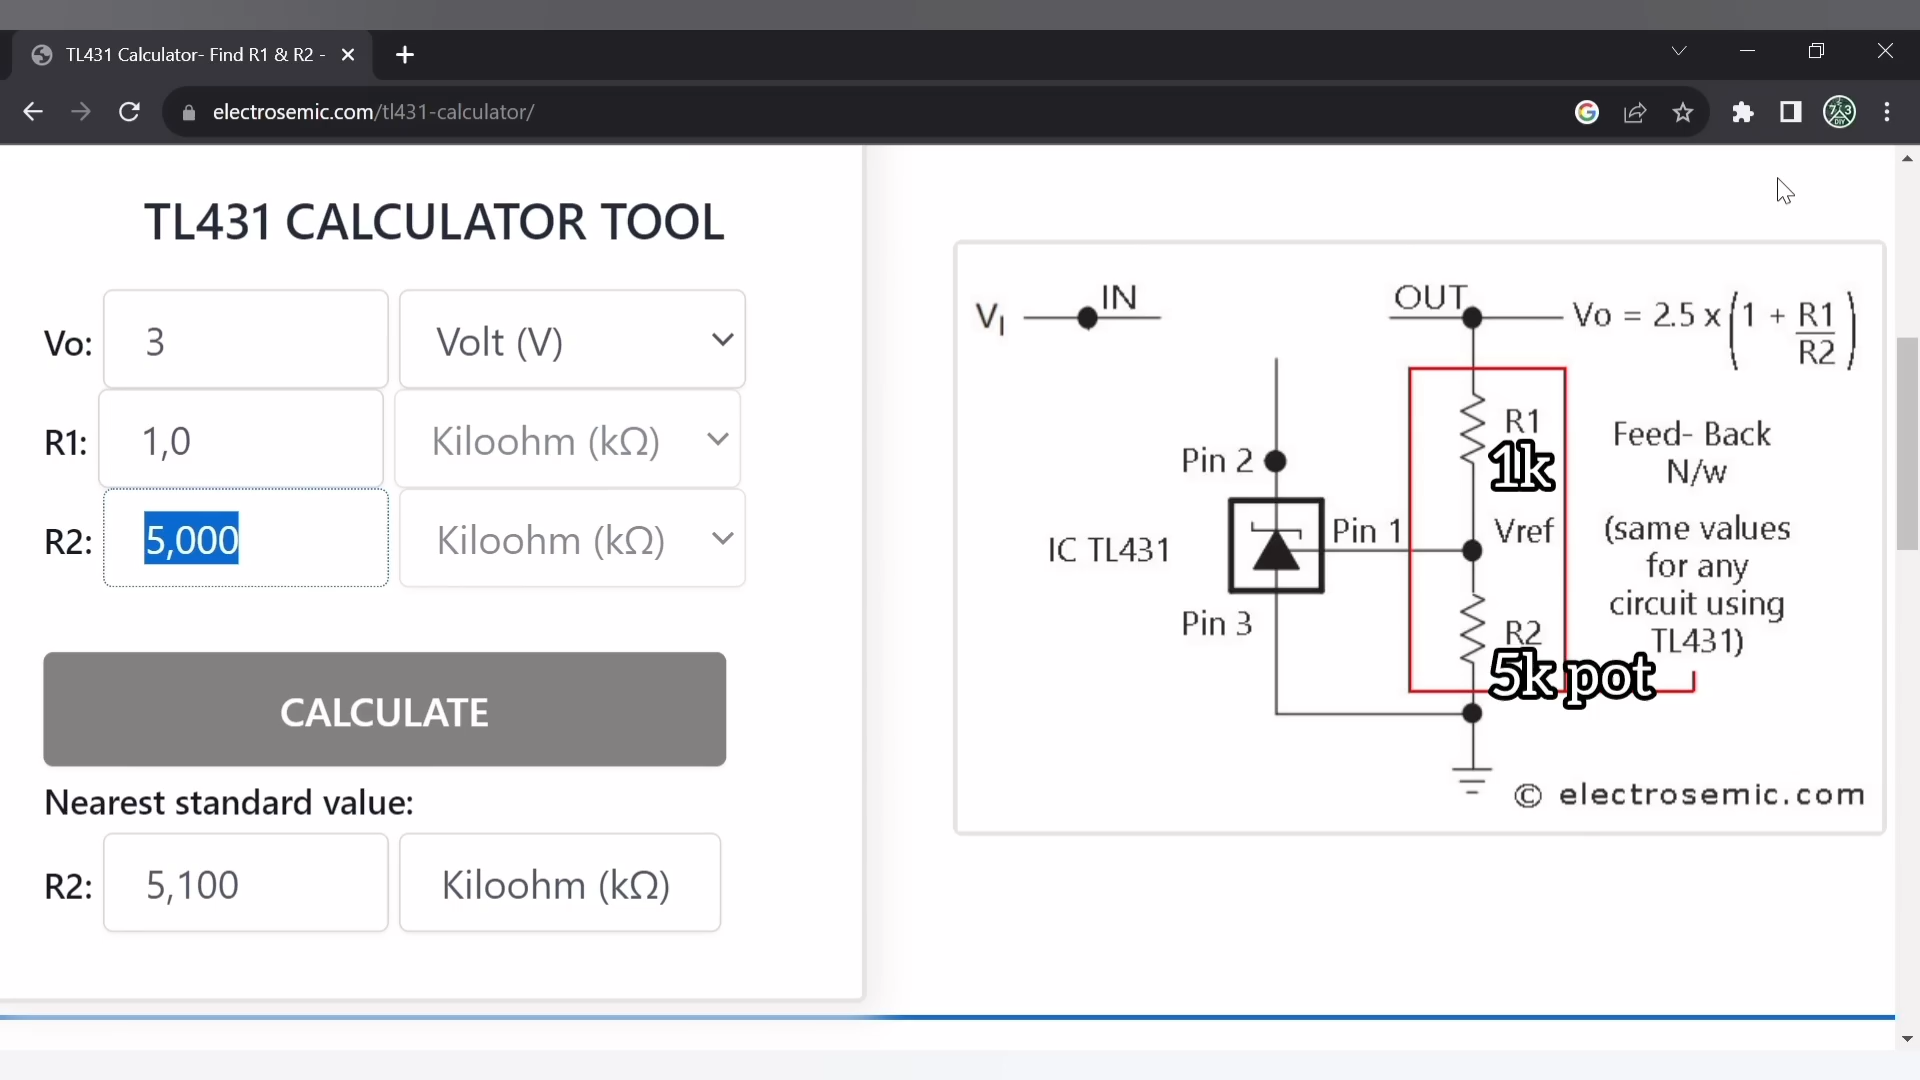 TL431 Calculator- Find R1 & R2 -
electrosemic.com/tl431-calculator/
TL431 CALCULATOR TOOL
Vo: 3 Volt (V)
R1: 1,0 Kiloohm (kΩ)
R2: 5,000 Kiloohm (kΩ)
CALCULATE
Nearest standard value:
R2: 5,100 Kiloohm (kΩ)
VI IN OUT Vo = 2.5 x (1 + R1/R2)
R1
1k
Feed- Back
N/w
Pin 2
Pin 1
Vref
IC TL431
(same values
for any
circuit using
TL431)
Pin 3
R2
5k pot
© electrosemic.com